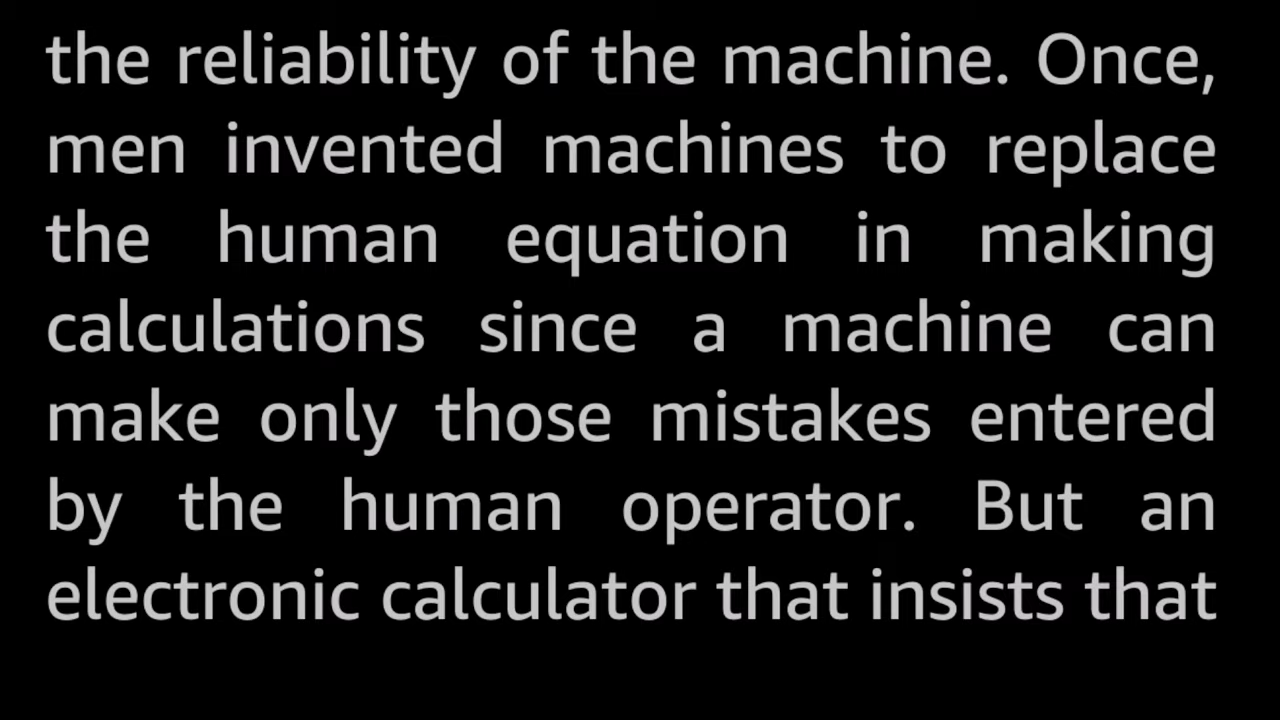 the reliability of the machine. Once,
men invented machines to replace
the human equation in making
calculations since a machine can
make only those mistakes entered
by the human operator. But an
electronic calculator that insists that